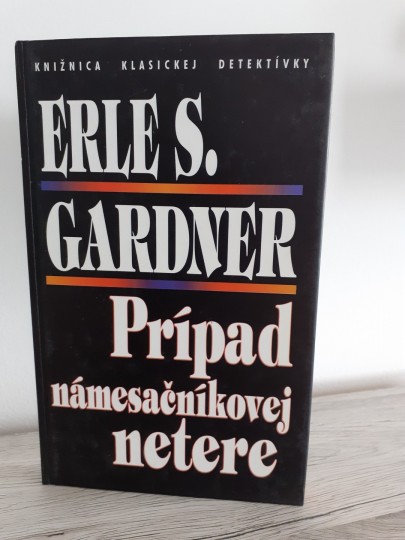 KNIŽNICA KLASICKEJ DETEKTÍVKY
ERLE S.
GARDNER
Prípad
námesačníkovej
netere